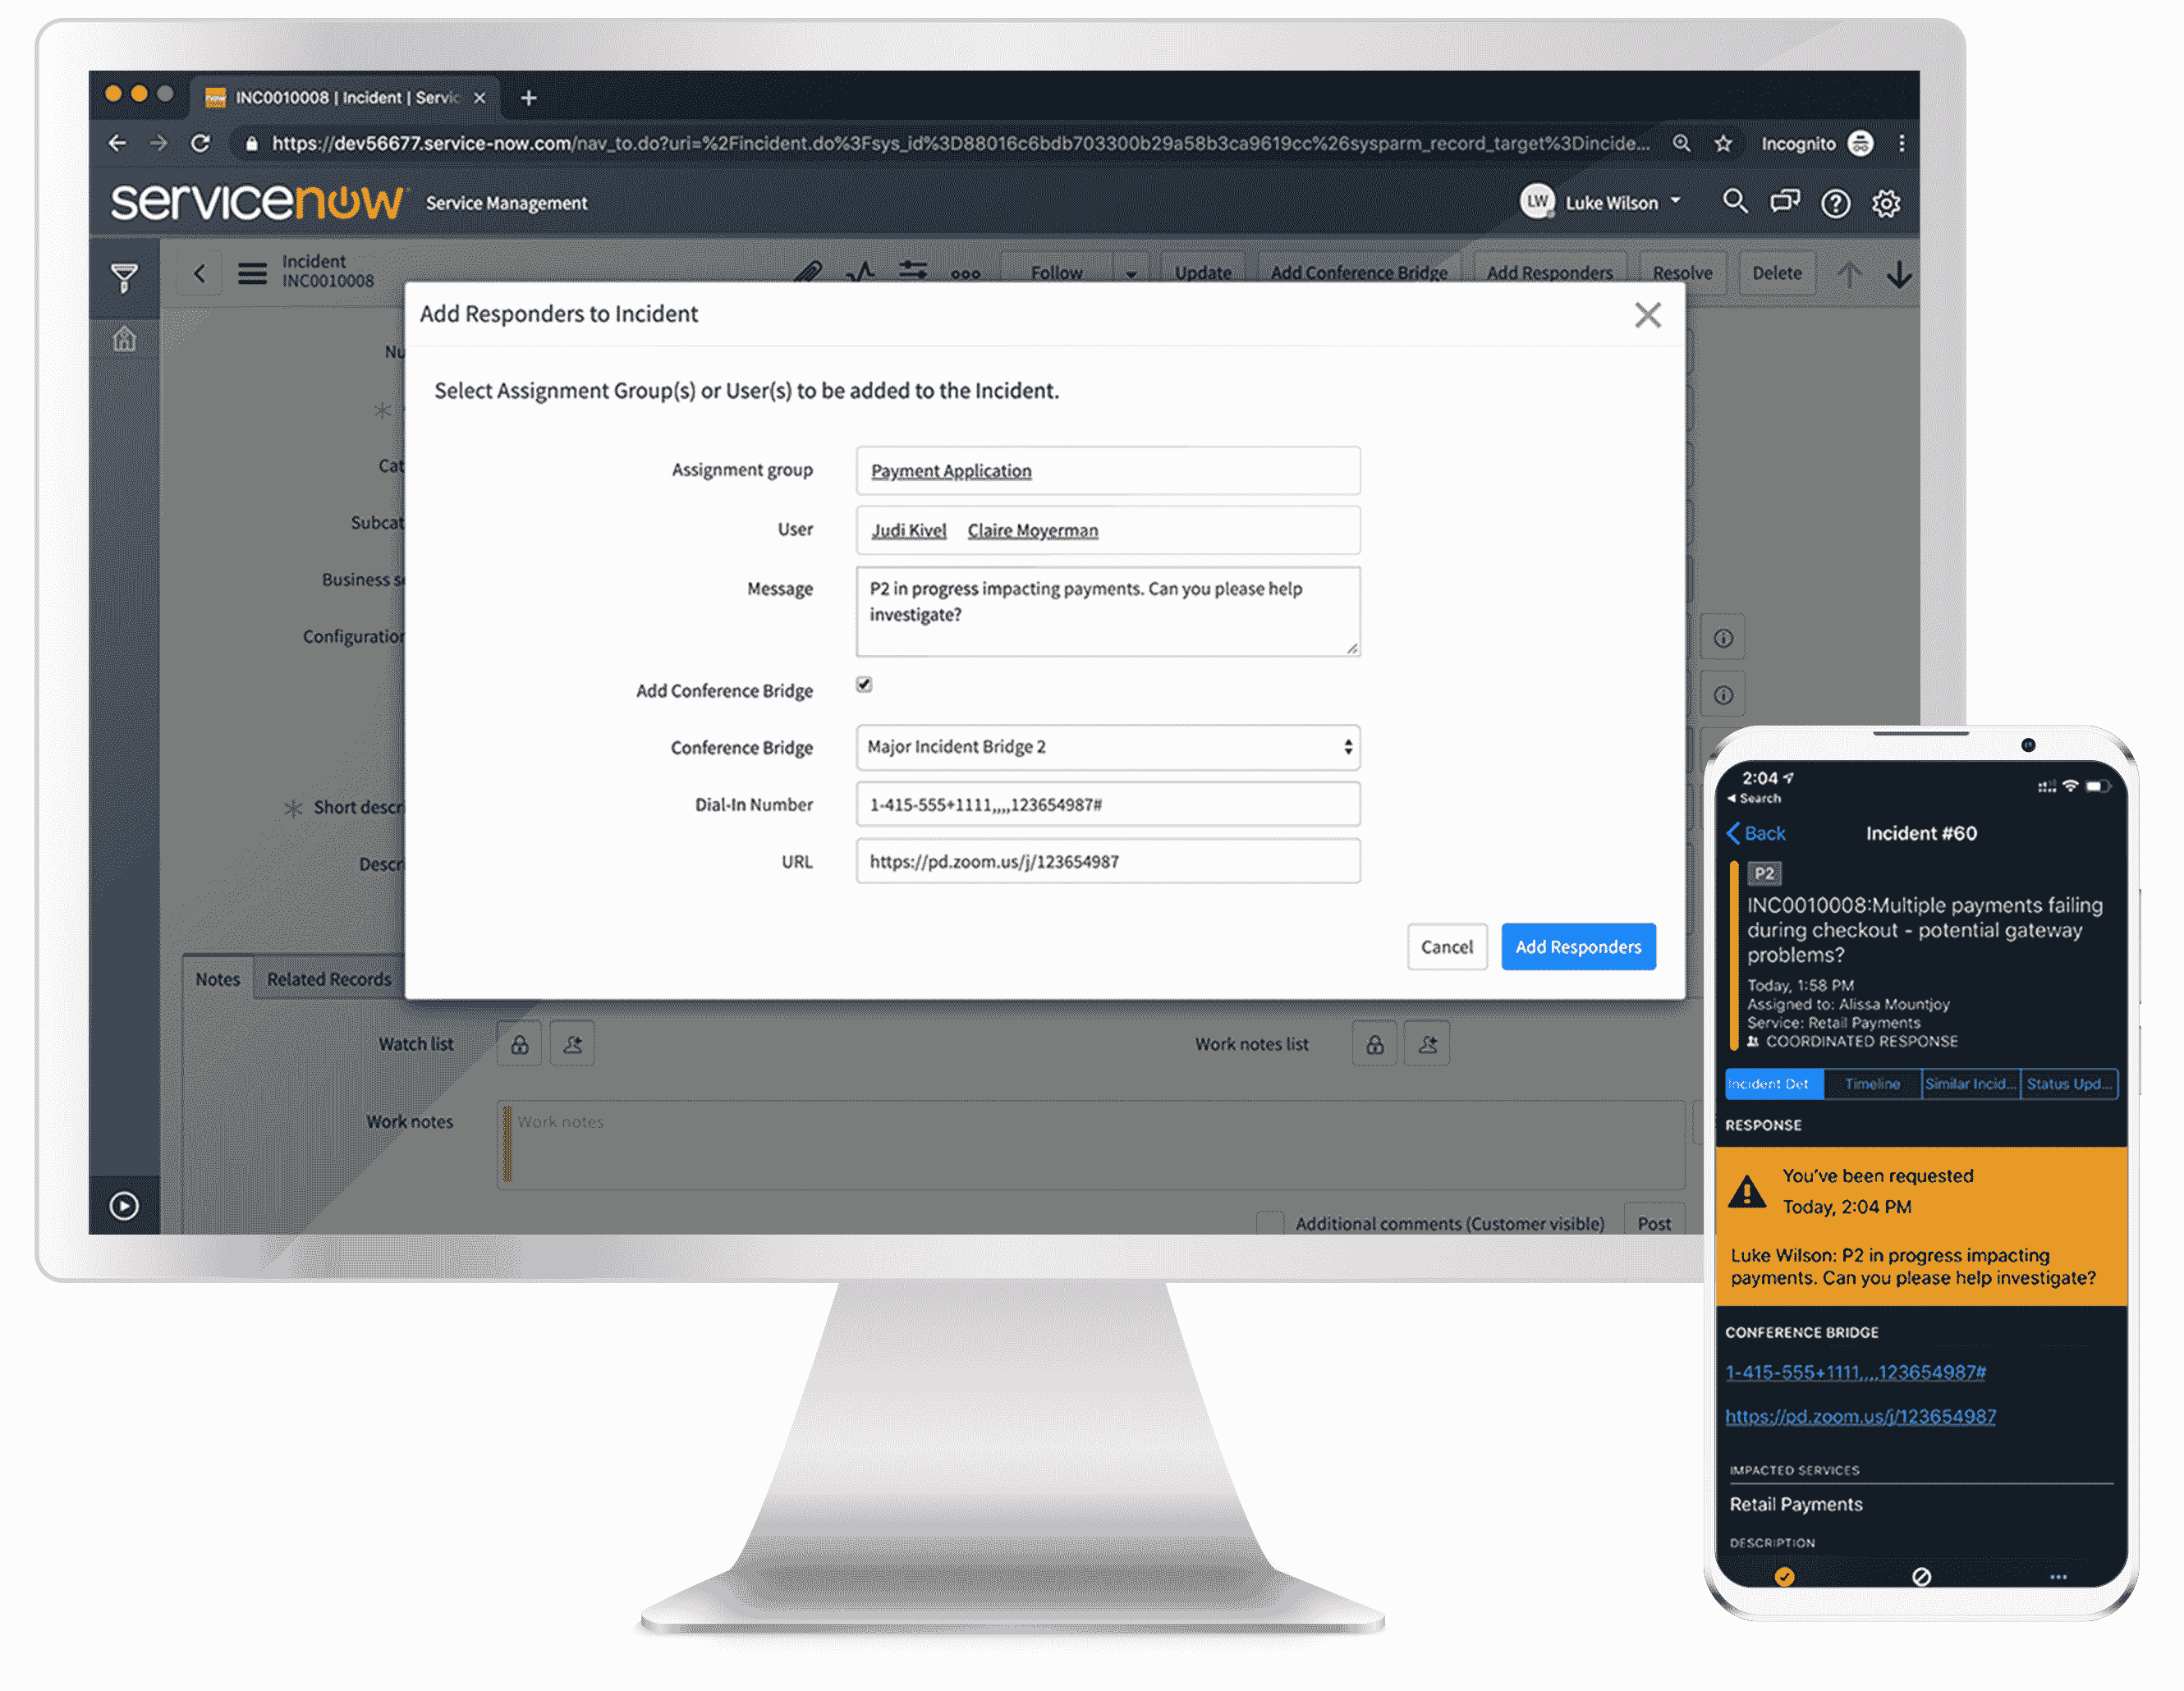 INC0010008 | Incident | Servic
https://dev56677.service-now.com/nav_to.do?uri=%2Fincident.do%3Fsys_id%3D88016c6bdb703300b29a58b3ca9619cc%26sysparm_record_target%3Dincide...
Incognito
servicenow
Service Management
LW
Luke Wilson
Incident
INC0010008
Follow
Update
Add Conference Bridge
Add Responders
Resolve
Delete
Add Responders to Incident
Select Assignment Group(s) or User(s) to be added to the Incident.
Assignment group
Payment Application
User
Judi Kivel Claire Moyerman
Message
P2 in progress impacting payments. Can you please help
investigate?
Add Conference Bridge
Conference Bridge
Major Incident Bridge 2
Dial-In Number
1-415-555+1111,,,,123654987#
URL
https://pd.zoom.us/j/123654987
Cancel
Add Responders
Nu
Cat
Subcat
Business se
Configuration
Short descri
Descri
Notes
Related Records
Watch list
Work notes list
Work notes
Work notes
Additional comments (Customer visible)
Post
2:04
Search
Back
Incident #60
P2
INC0010008:Multiple payments failing
during checkout - potential gateway
problems?
Today, 1:58 PM
Assigned to: Alissa Mountjoy
Service: Retail Payments
COORDINATED RESPONSE
Incident Det...
Timeline
Similar Incid...
Status Upd...
RESPONSE
You've been requested
Today, 2:04 PM
Luke Wilson: P2 in progress impacting
payments. Can you please help investigate?
CONFERENCE BRIDGE
1-415-555+1111,,,,123654987#
https://pd.zoom.us/j/123654987
IMPACTED SERVICES
Retail Payments
DESCRIPTION